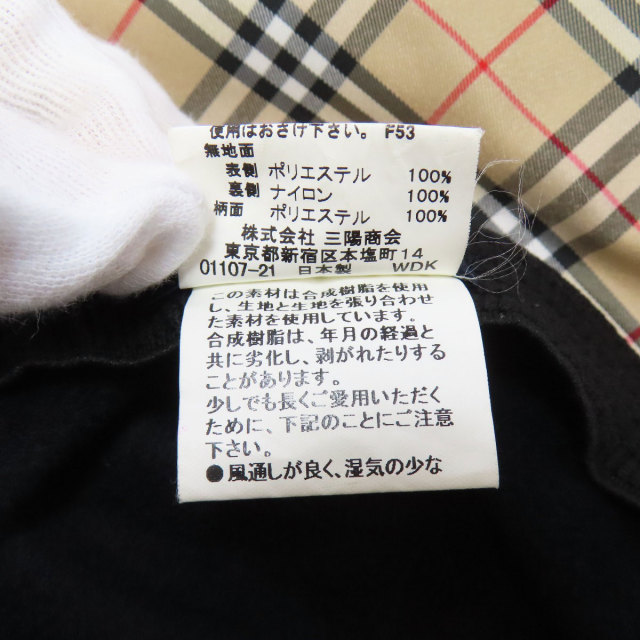 使用はおさけ下さい。 F53
無地面
表側 ポリエステル 100%
裏側 ナイロン 100%
柄面 ポリエステル 100%
株式会社 三陽商会
東京都新宿区本塩町14
01107-21 日本製 WDK
この素材は合成樹脂を使用
し、生地と生地を張り合わせ
た素材を使用しています。
合成樹脂は、年月の経過と
共に劣化し、剥がれたりする
ことがあります。
少しでも長くご愛用いただく
ために、下記のことにご注意
下さい。
●風通しが良く、湿気の少な